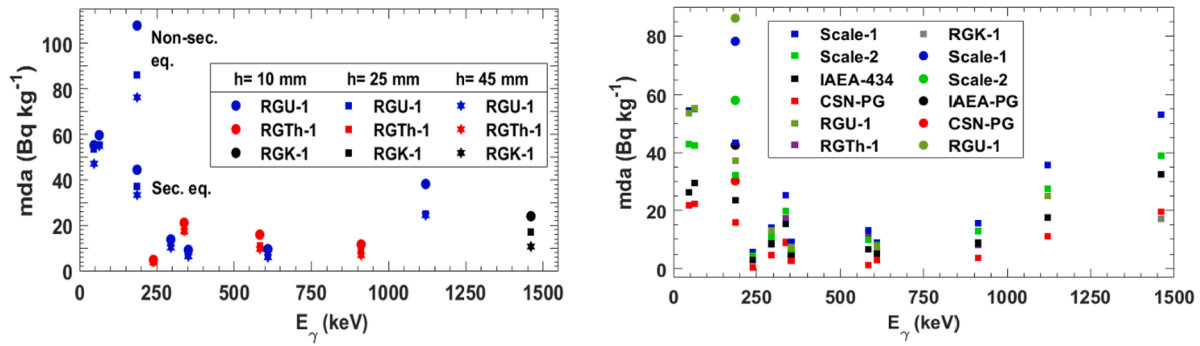 mda (Bq kg⁻¹)
100
80
60
40
20
0
Non-sec.
eq.
Sec. eq.
h= 10 mm h= 25 mm h= 45 mm
RGU-1 RGU-1 RGU-1
RGTh-1 RGTh-1 RGTh-1
RGK-1 RGK-1 RGK-1
0 250 500 750 1000 1250 1500
E_γ (keV)
mda (Bq kg⁻¹)
80
60
40
20
0
Scale-1 RGK-1
Scale-2 Scale-1
IAEA-434 Scale-2
CSN-PG IAEA-PG
RGU-1 CSN-PG
RGTh-1 RGU-1
0 250 500 750 1000 1250 1500
E_γ (keV)